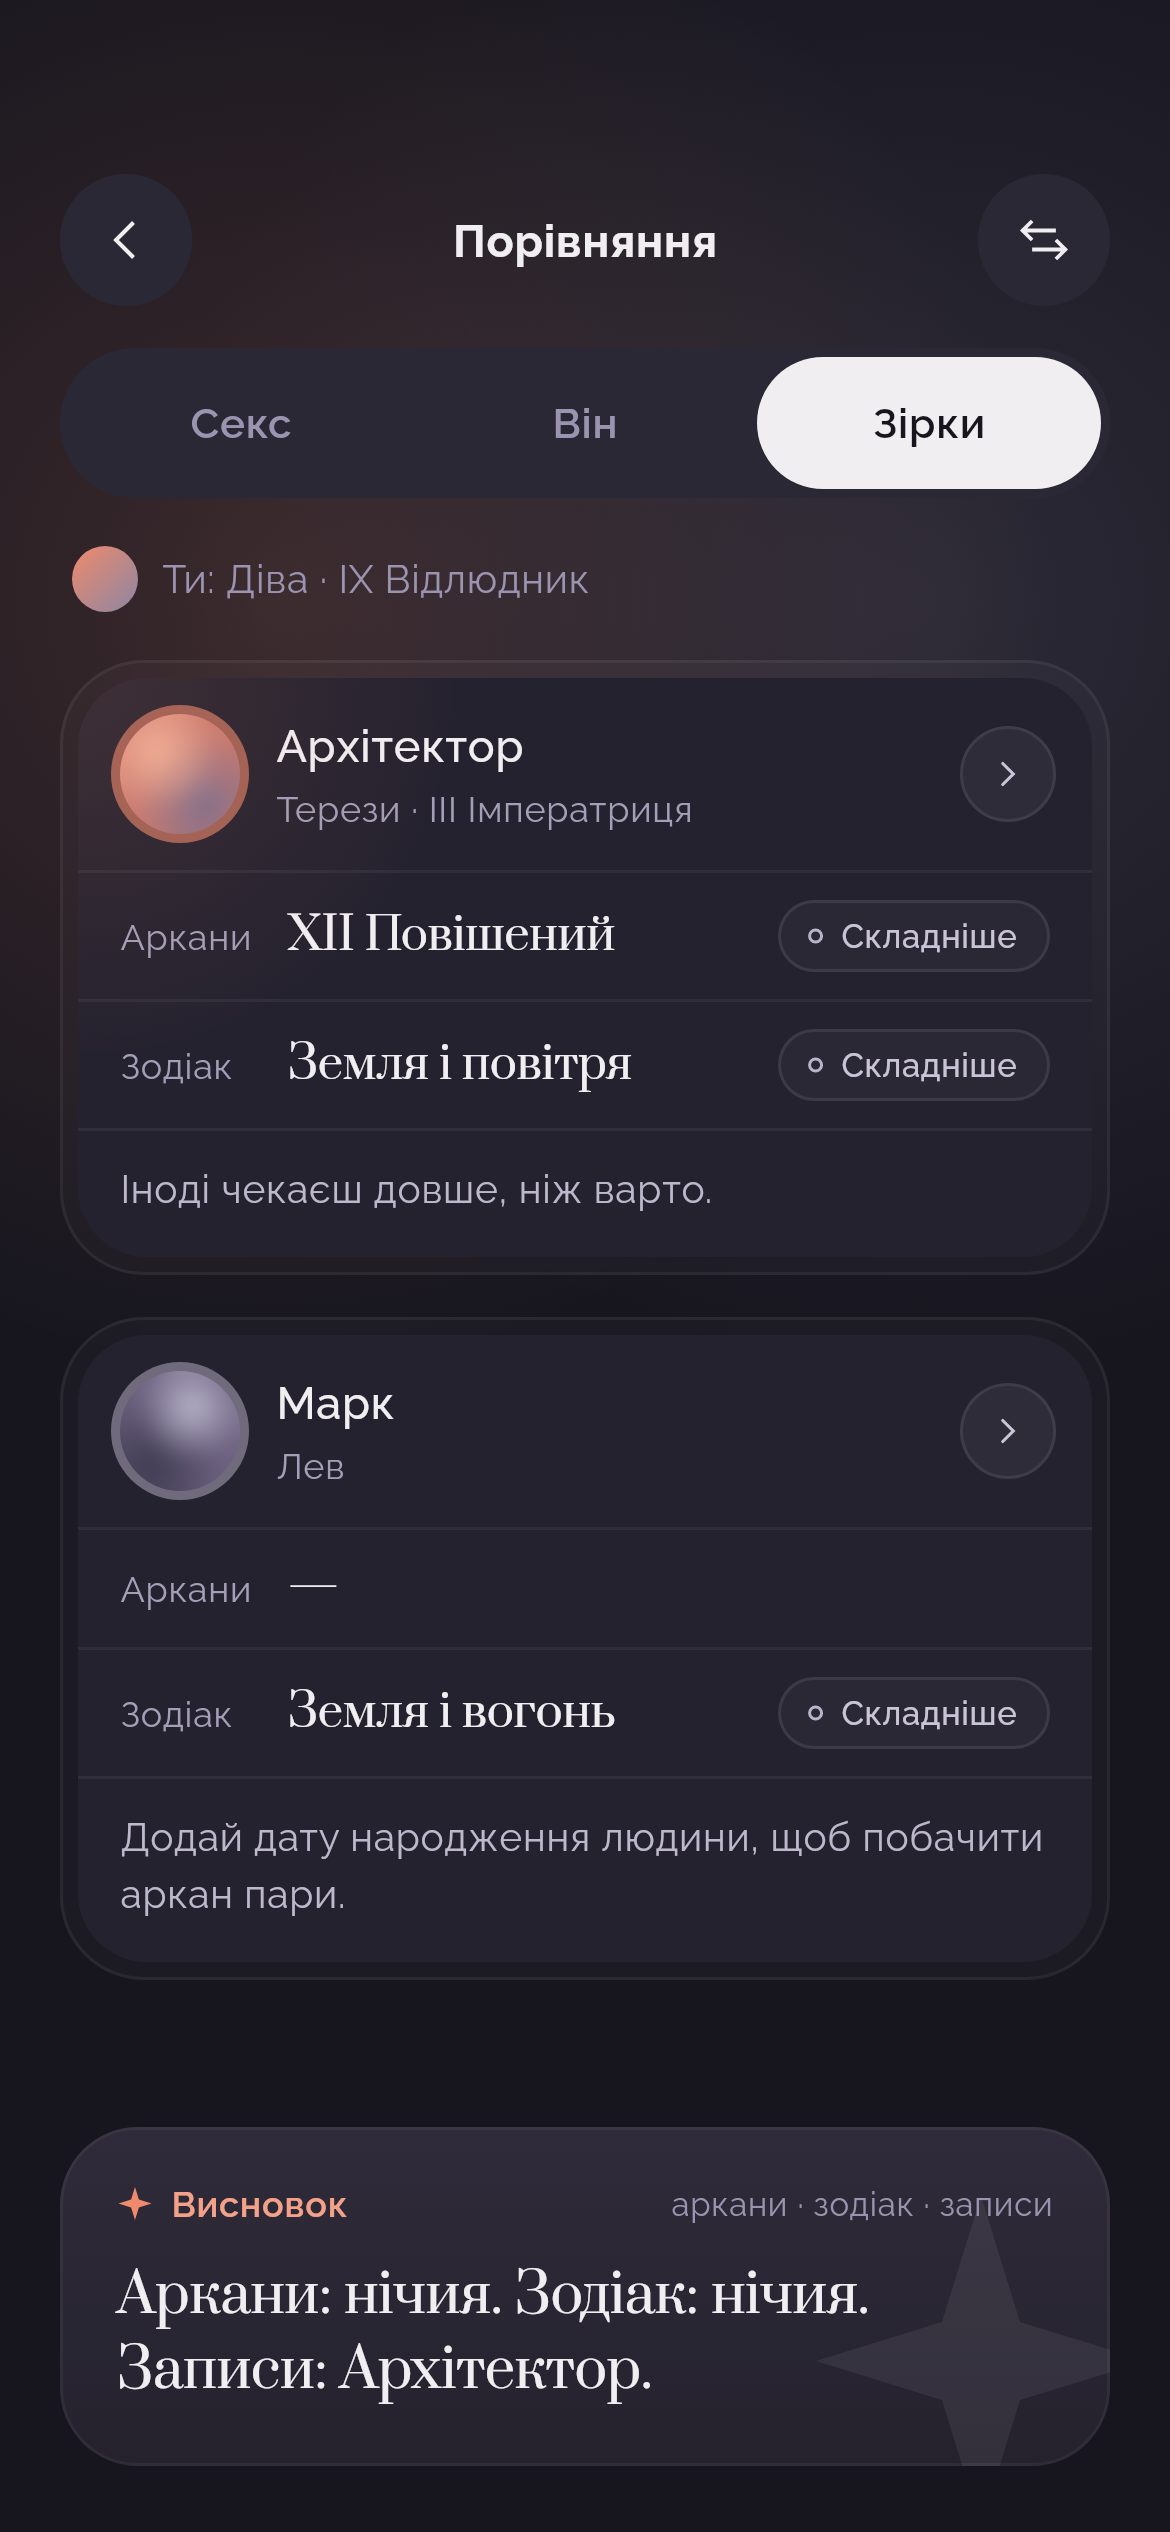 Порівняння
Секс
Він
Зірки
Ти: Діва · IX Відлюдник
Архітектор
Терези · III Імператриця
Аркани XII Повішений Складніше
Зодіак Земля і повітря Складніше
Іноді чекаєш довше, ніж варто.
Марк
Лев
Аркани —
Зодіак Земля і вогонь Складніше
Додай дату народження людини, щоб побачити
аркан пари.
Висновок аркани · зодіак · записи
Аркани: нічия. Зодіак: нічия.
Записи: Архітектор.